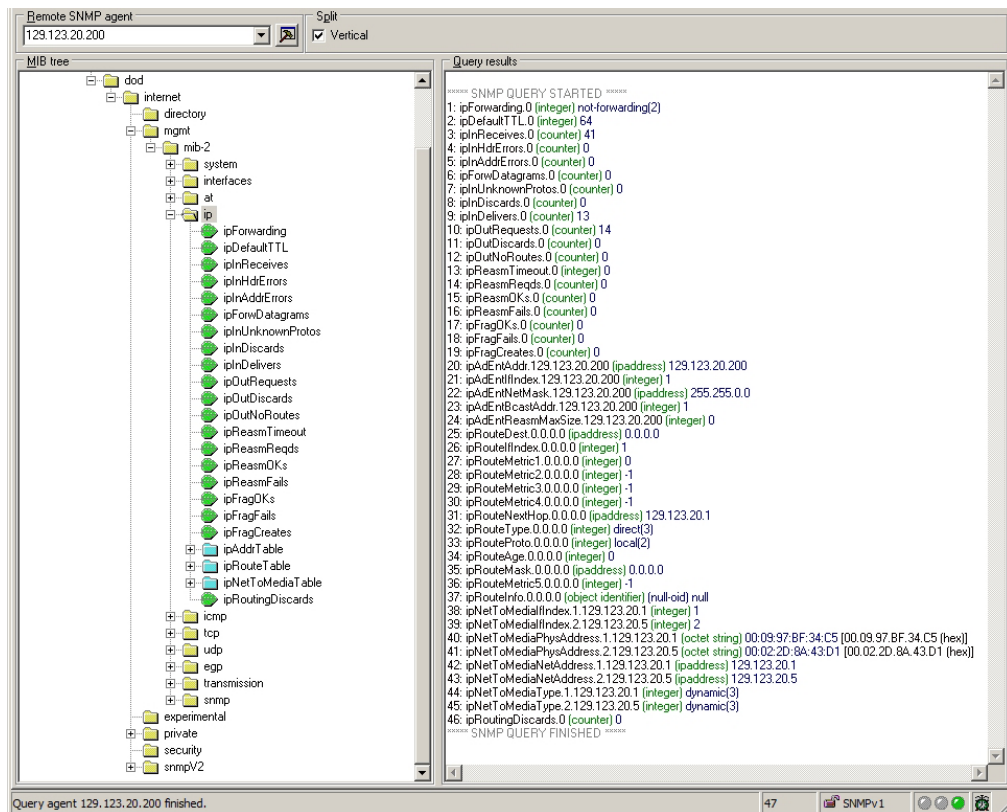 Remote SNMP agent
129.123.20.200
Split
Vertical
MIB tree
dod
internet
directory
mgmt
mib-2
system
interfaces
at
ip
ipForwarding
ipDefaultTTL
ipInReceives
ipInHdrErrors
ipInAddrErrors
ipForwDatagrams
ipInUnknownProtos
ipInDiscards
ipInDelivers
ipOutRequests
ipOutDiscards
ipOutNoRoutes
ipReasmTimeout
ipReasmReqds
ipReasmOKs
ipReasmFails
ipFragOKs
ipFragFails
ipFragCreates
ipAddrTable
ipRouteTable
ipNetToMediaTable
ipRoutingDiscards
icmp
tcp
udp
egp
transmission
snmp
experimental
private
security
snmpV2
Query results
***** SNMP QUERY STARTED *****
1: ipForwarding.0 (integer) not-forwarding(2)
2: ipDefaultTTL.0 (integer) 64
3: ipInReceives.0 (counter) 41
4: ipInHdrErrors.0 (counter) 0
5: ipInAddrErrors.0 (counter) 0
6: ipForwDatagrams.0 (counter) 0
7: ipInUnknownProtos.0 (counter) 0
8: ipInDiscards.0 (counter) 0
9: ipInDelivers.0 (counter) 13
10: ipOutRequests.0 (counter) 14
11: ipOutDiscards.0 (counter) 0
12: ipOutNoRoutes.0 (counter) 0
13: ipReasmTimeout.0 (integer) 0
14: ipReasmReqds.0 (counter) 0
15: ipReasmOKs.0 (counter) 0
16: ipReasmFails.0 (counter) 0
17: ipFragOKs.0 (counter) 0
18: ipFragFails.0 (counter) 0
19: ipFragCreates.0 (counter) 0
20: ipAdEntAddr.129.123.20.200 (ipaddress) 129.123.20.200
21: ipAdEntIfIndex.129.123.20.200 (integer) 1
22: ipAdEntNetMask.129.123.20.200 (ipaddress) 255.255.0.0
23: ipAdEntBcastAddr.129.123.20.200 (integer) 1
24: ipAdEntReasmMaxSize.129.123.20.200 (integer) 0
25: ipRouteDest.0.0.0.0 (ipaddress) 0.0.0.0
26: ipRouteIfIndex.0.0.0.0 (integer) 1
27: ipRouteMetric1.0.0.0.0 (integer) 0
28: ipRouteMetric2.0.0.0.0 (integer) -1
29: ipRouteMetric3.0.0.0.0 (integer) -1
30: ipRouteMetric4.0.0.0.0 (integer) -1
31: ipRouteNextHop.0.0.0.0 (ipaddress) 129.123.20.1
32: ipRouteType.0.0.0.0 (integer) direct(3)
33: ipRouteProto.0.0.0.0 (integer) local(2)
34: ipRouteAge.0.0.0.0 (integer) 0
35: ipRouteMask.0.0.0.0 (ipaddress) 0.0.0.0
36: ipRouteMetric5.0.0.0.0 (integer) -1
37: ipRouteInfo.0.0.0.0 (object identifier) (null-oid) null
38: ipNetToMediaIfIndex.1.129.123.20.1 (integer) 1
39: ipNetToMediaIfIndex.2.129.123.20.5 (integer) 2
40: ipNetToMediaPhysAddress.1.129.123.20.1 (octet string) 00:09:97:BF:34:C5 [00.09.97.BF.34.C5 (hex)]
41: ipNetToMediaPhysAddress.2.129.123.20.5 (octet string) 00:02:2D:8A:43:D1 [00.02.2D.8A.43.D1 (hex)]
42: ipNetToMediaNetAddress.1.129.123.20.1 (ipaddress) 129.123.20.1
43: ipNetToMediaNetAddress.2.129.123.20.5 (ipaddress) 129.123.20.5
44: ipNetToMediaType.1.129.123.20.1 (integer) dynamic(3)
45: ipNetToMediaType.2.129.123.20.5 (integer) dynamic(3)
46: ipRoutingDiscards.0 (counter) 0
***** SNMP QUERY FINISHED *****
Query agent 129.123.20.200 finished.
47
SNMPv1